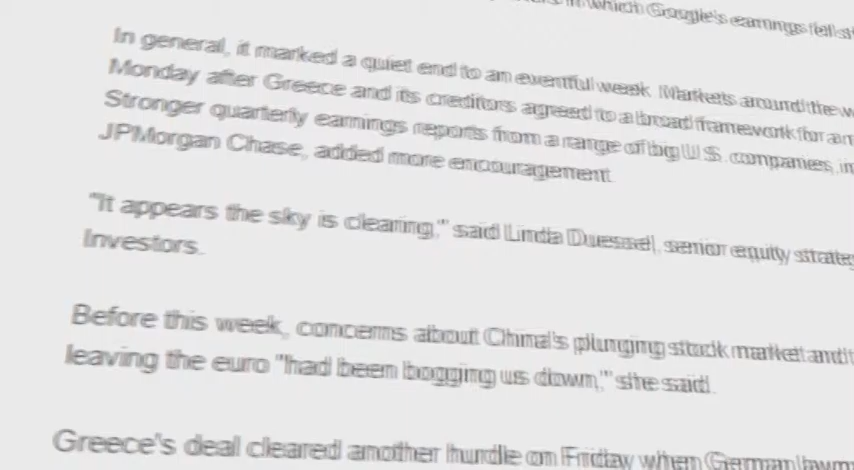 in which Google's earnings fell
In general, it marked a quiet end to an eventful week. Markets around the
Monday after Greece and its creditors agreed to a broad framework for an
Stronger quarterly earnings reports from a range of big U.S. companies, in
JPMorgan Chase, added more encouragement.
"It appears the sky is clearing," said Linda Duessel, senior equity
Investors.
Before this week, concerns about China's plunging stock market and
leaving the euro "had been bogging us down," she said.
Greece's deal cleared another hurdle on Friday when German